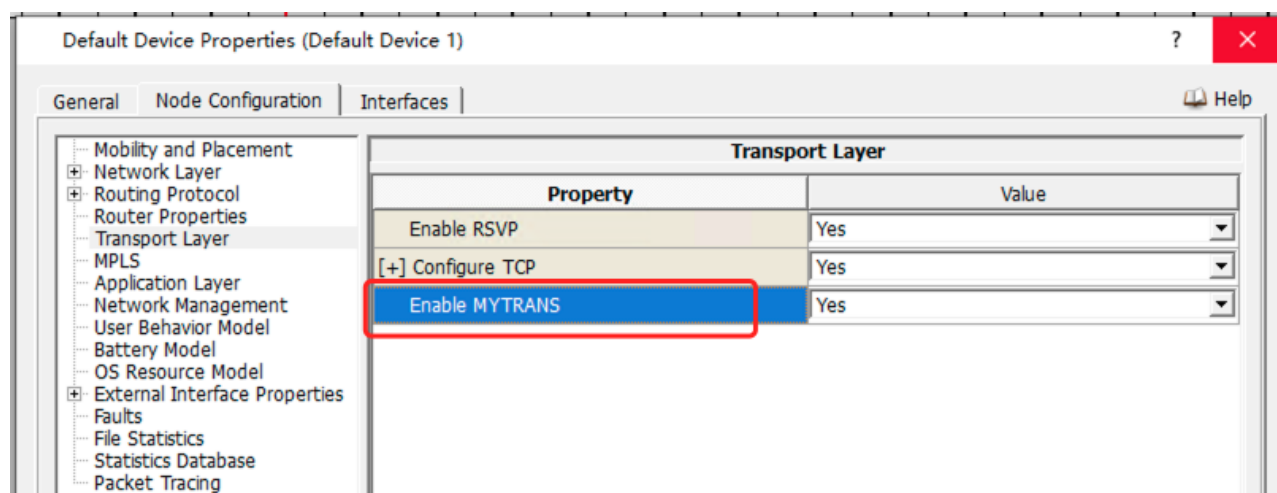 Default Device Properties (Default Device 1)
?
General Node Configuration Interfaces Help
Mobility and Placement
Network Layer
Routing Protocol
Router Properties
Transport Layer
MPLS
Application Layer
Network Management
User Behavior Model
Battery Model
OS Resource Model
External Interface Properties
Faults
File Statistics
Statistics Database
Packet Tracing
Transport Layer
Property Value
Enable RSVP Yes
[+] Configure TCP Yes
Enable MYTRANS Yes